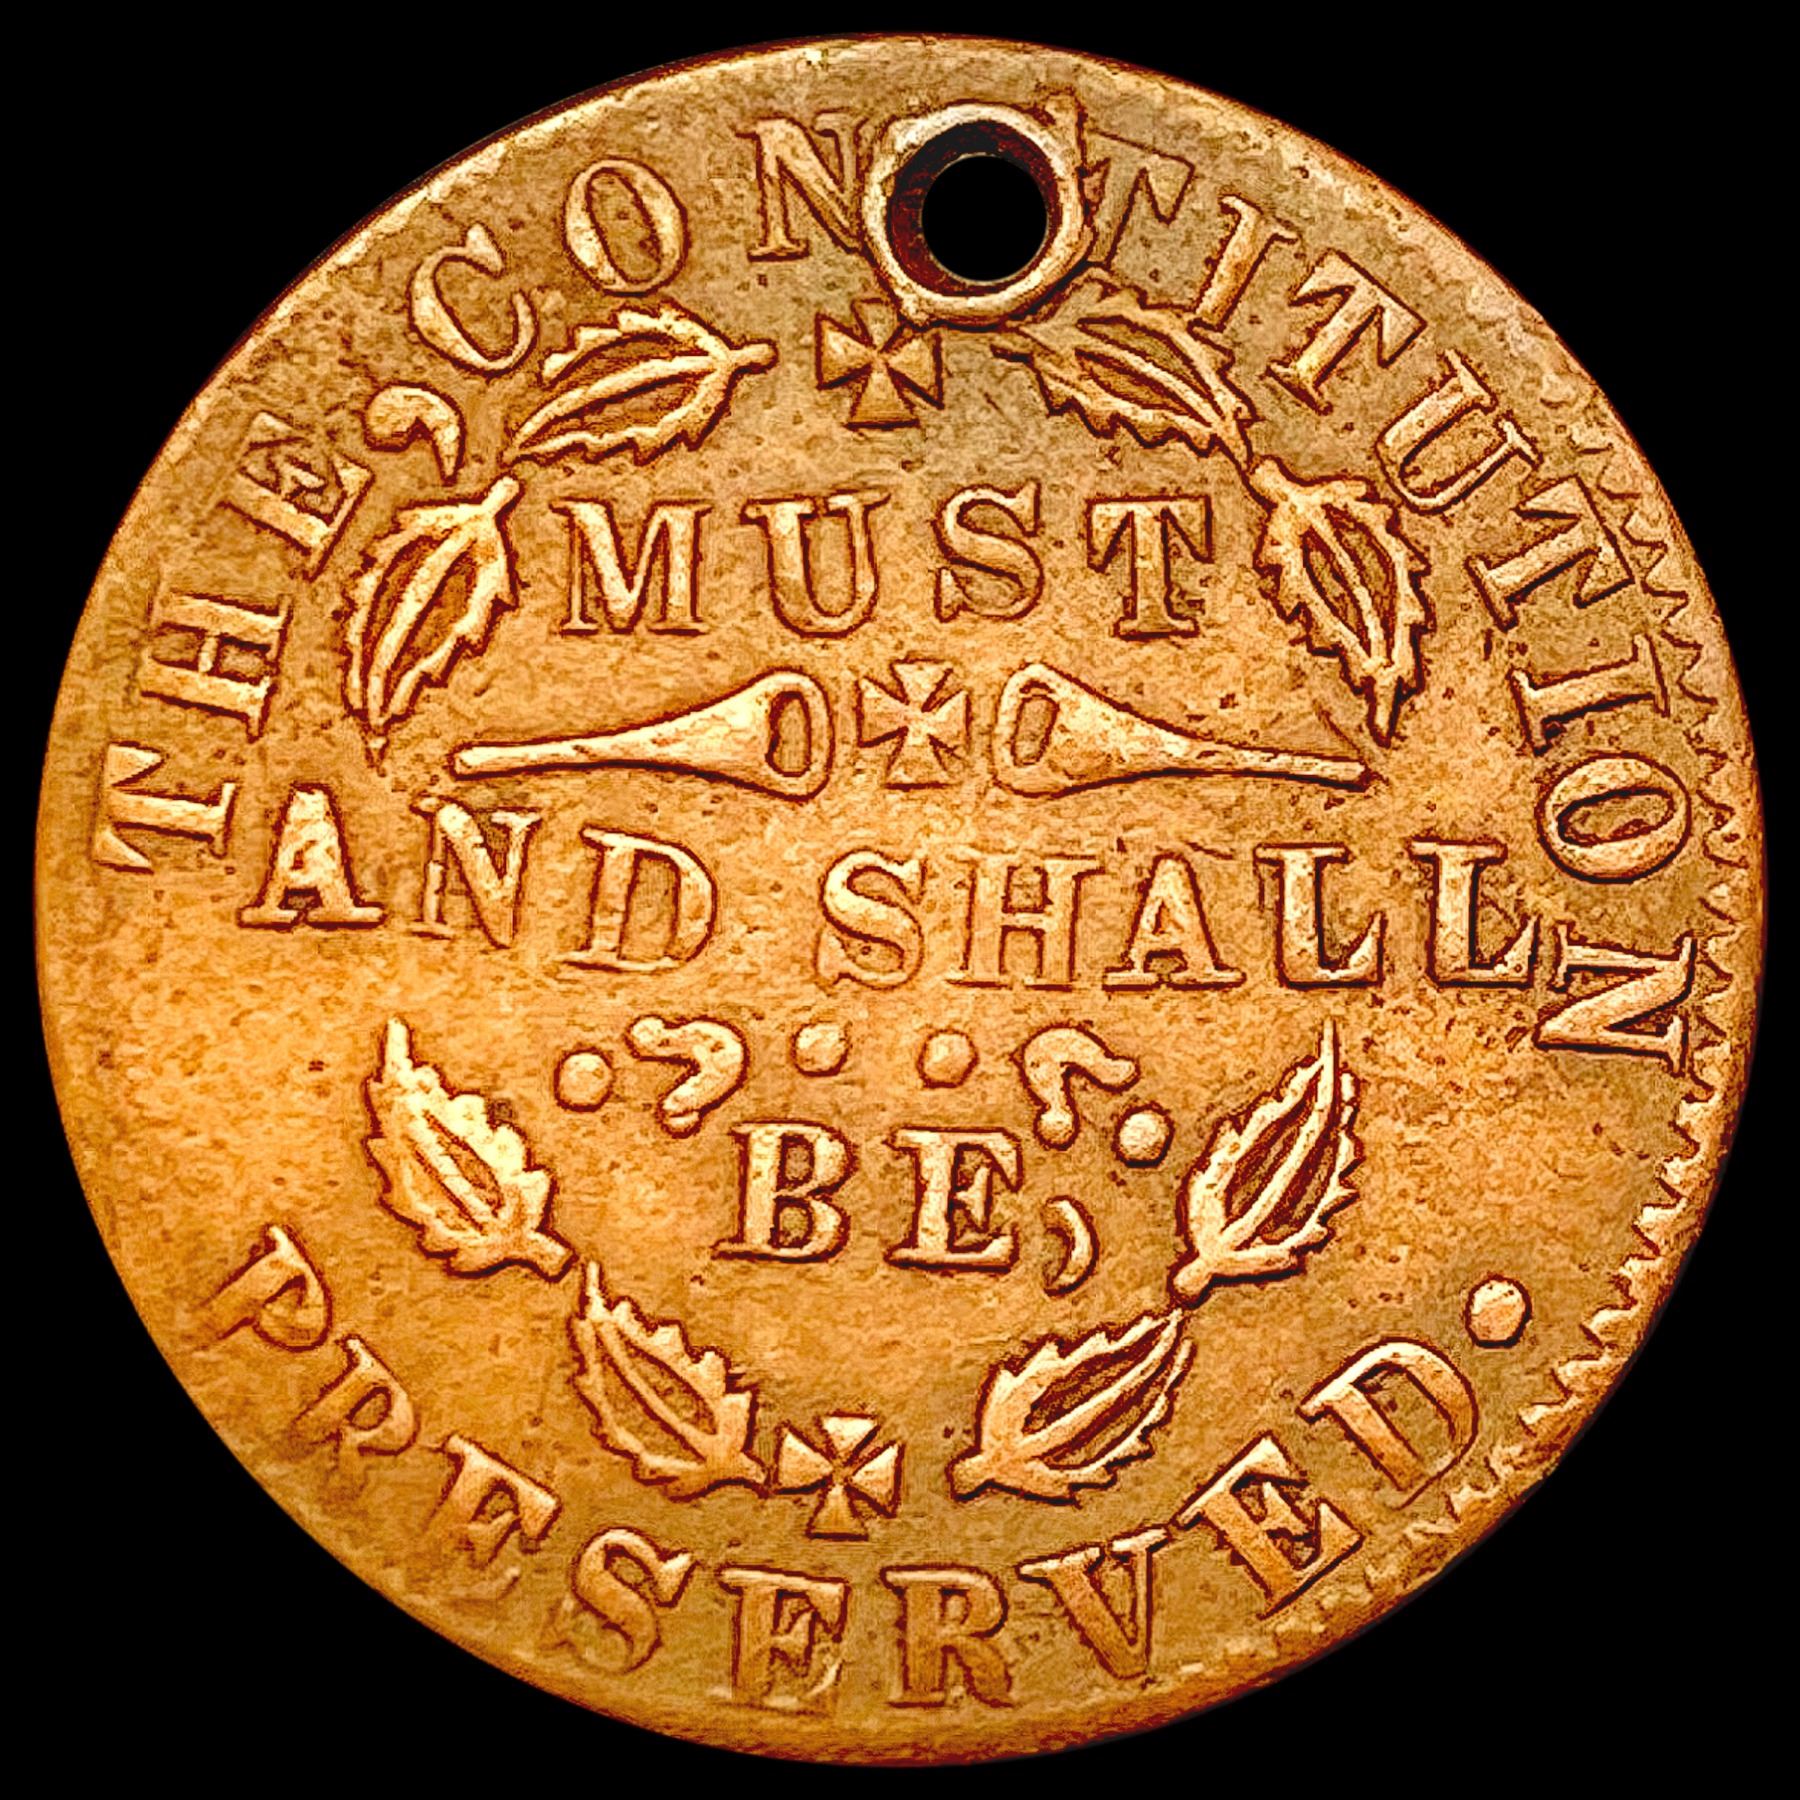 THE, CONSTITUTION
MUST
AND SHALL
BE,
PRESERVED.